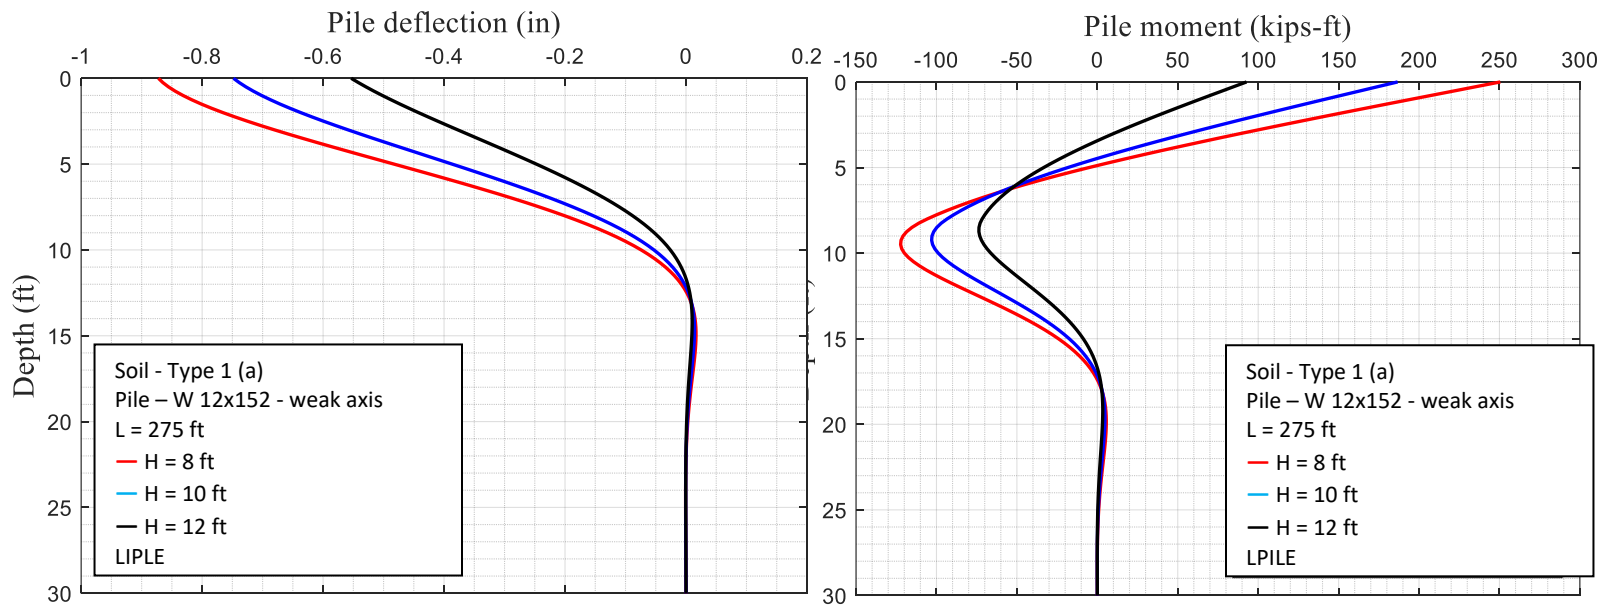 Pile deflection (in)
-1 -0.8 -0.6 -0.4 -0.2 0 0.2
0
5
10
15
20
25
30
Depth (ft)
Soil - Type 1 (a)
Pile – W 12x152 - weak axis
L = 275 ft
H = 8 ft
H = 10 ft
H = 12 ft
LIPLE
Pile moment (kips-ft)
-150 -100 -50 0 50 100 150 200 250 300
0
5
10
15
20
25
30
Soil - Type 1 (a)
Pile – W 12x152 - weak axis
L = 275 ft
H = 8 ft
H = 10 ft
H = 12 ft
LPILE